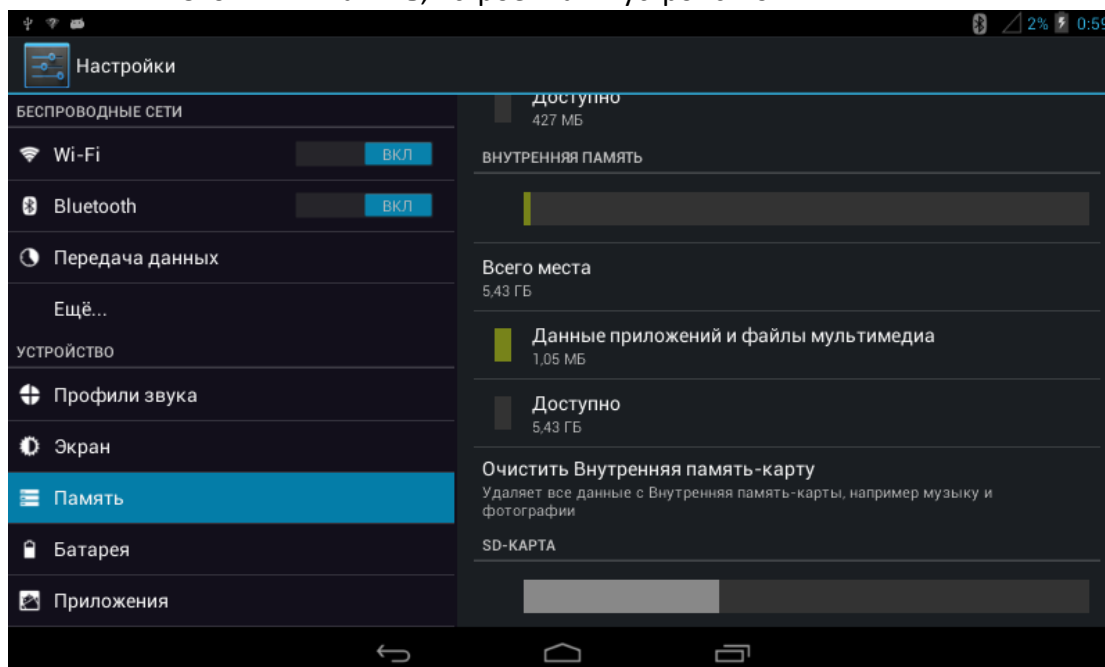 2% 0:59
Настройки
БЕСПРОВОДНЫЕ СЕТИ
Wi-Fi ВКЛ
Bluetooth ВКЛ
Передача данных
Ещё...
УСТРОЙСТВО
Профили звука
Экран
Память
Батарея
Приложения
Доступно
427 МБ
ВНУТРЕННЯЯ ПАМЯТЬ
Всего места
5,43 ГБ
Данные приложений и файлы мультимедиа
1,05 МБ
Доступно
5,43 ГБ
Очистить Внутренняя память-карту
Удаляет все данные с Внутренняя память-карты, например музыку и
фотографии
SD-КАРТА